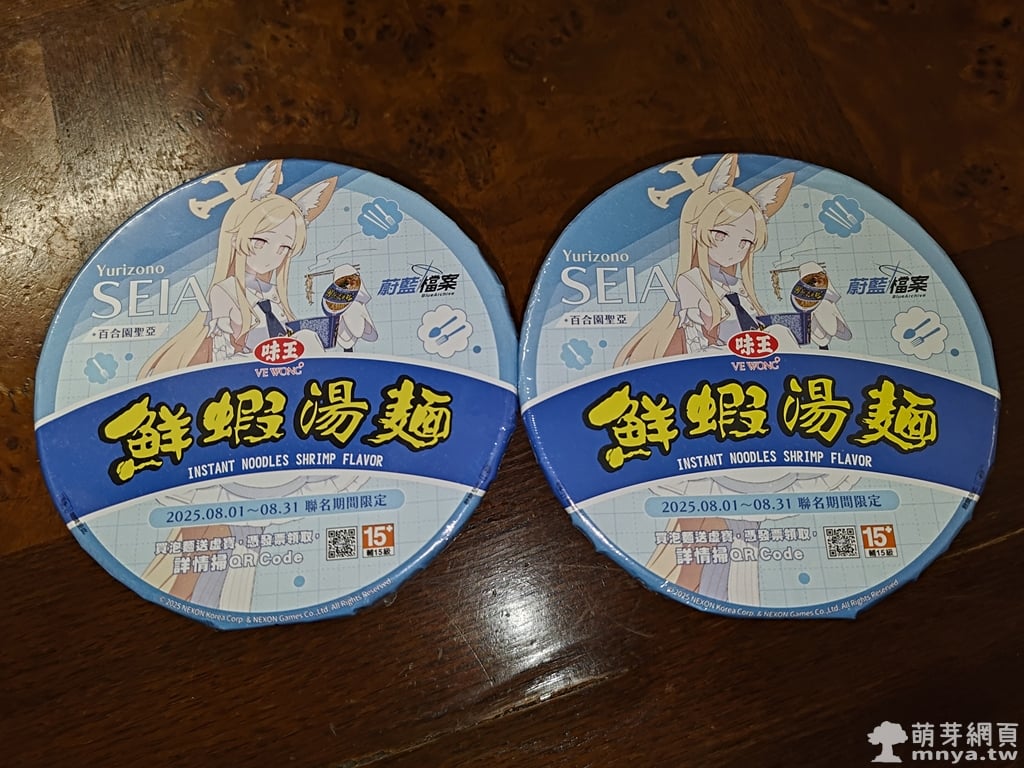 Yurizono
SEIA
•百合園聖亞
蔚藍檔案
BlueArchive
味王
VE WONG
鮮蝦湯麵
INSTANT NOODLES SHRIMP FLAVOR
2025.08.01～08.31 聯名期間限定
買泡麵送虛寶，憑發票領取，
詳情掃QR Code
15+
輔15級
© 2025 NEXON Korea Corp. & NEXON Games Co., Ltd. All Rights Reserved.
Yurizono
SEIA
•百合園聖亞
蔚藍檔案
BlueArchive
味王
VE WONG
鮮蝦湯麵
INSTANT NOODLES SHRIMP FLAVOR
2025.08.01～08.31 聯名期間限定
買泡麵送虛寶，憑發票領取，
詳情掃QR Code
15+
輔15級
© 2025 NEXON Korea Corp. & NEXON Games Co., Ltd. All Rights Reserved.
萌芽網頁
mnya.tw